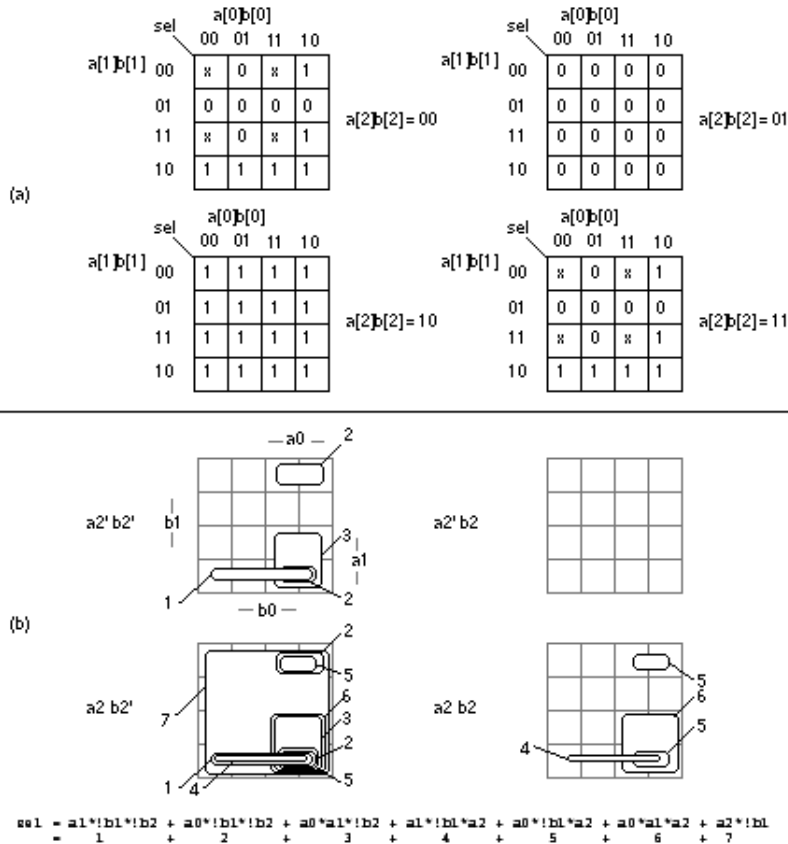 a[0]b[0] a[0]b[0]
sel sel
00 01 11 10 00 01 11 10
a[1]b[1] 00 x 0 x 1 a[1]b[1] 00 0 0 0 0
01 0 0 0 0 01 0 0 0 0
a[2]b[2]= 00 a[2]b[2]= 01
11 x 0 x 1 11 0 0 0 0
10 1 1 1 1 10 0 0 0 0
(a)
a[0]b[0] a[0]b[0]
sel sel
00 01 11 10 00 01 11 10
a[1]b[1] 00 1 1 1 1 a[1]b[1] 00 x 0 x 1
01 1 1 1 1 01 0 0 0 0
a[2]b[2]= 10 a[2]b[2]= 11
11 1 1 1 1 11 x 0 x 1
10 1 1 1 1 10 1 1 1 1
a0 2
a2' b2' b1 a2' b2
3
a1
1 2
b0
(b)
2
5 5
6 6
a2 b2' 7 3 a2 b2 5
2 4
1 4 5
sel = a1*!b1*!b2 + a0*!b1*!b2 + a0*a1*!b2 + a1*!b1*a2 + a0*!b1*a2 + a0*a1*a2 + a2*!b1
= 1 + 2 + 3 + 4 + 5 + 6 + 7